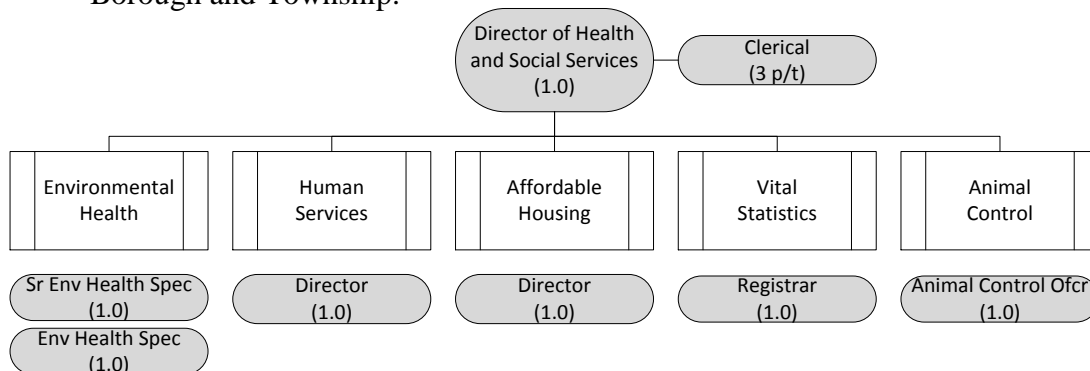 Borough and Township.
Director of Health
and Social Services
(1.0)
Clerical
(3 p/t)
Environmental
Health
Human
Services
Affordable
Housing
Vital
Statistics
Animal
Control
Sr Env Health Spec
(1.0)
Director
(1.0)
Director
(1.0)
Registrar
(1.0)
Animal Control Ofcr
(1.0)
Env Health Spec
(1.0)